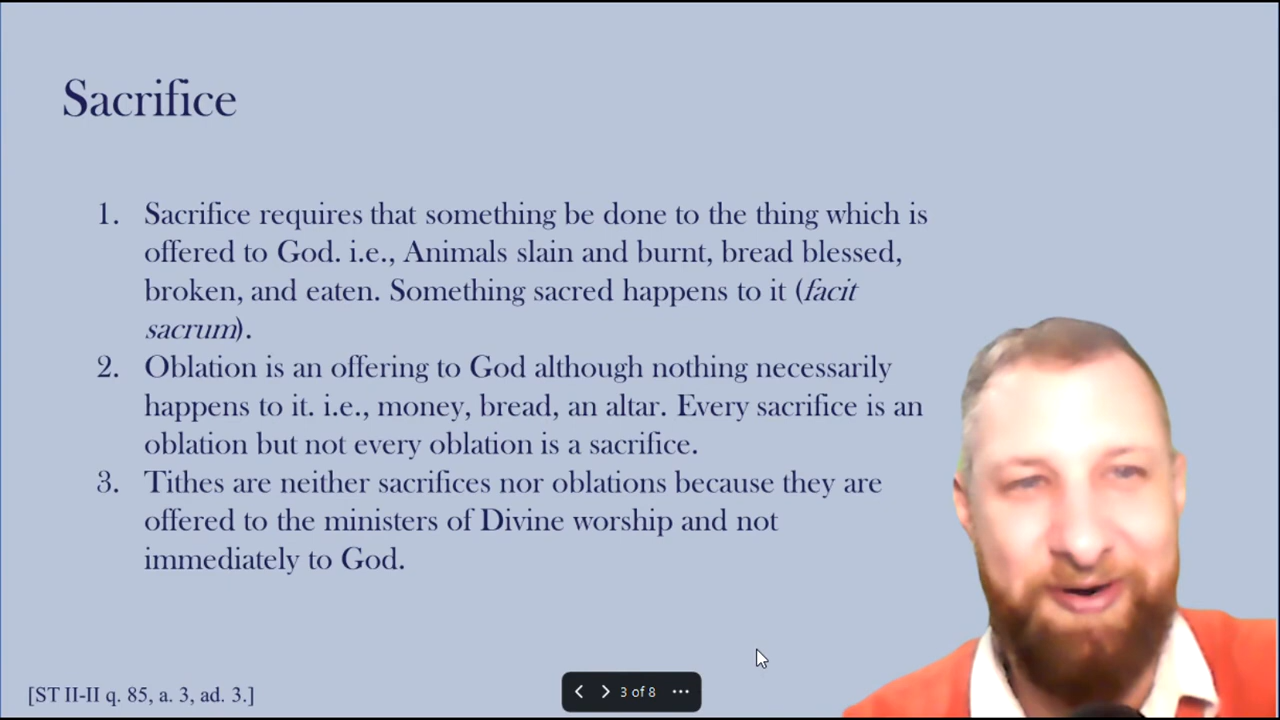 Sacrifice
1. Sacrifice requires that something be done to the thing which is
offered to God. i.e., Animals slain and burnt, bread blessed,
broken, and eaten. Something sacred happens to it (facit
sacrum).
2. Oblation is an offering to God although nothing necessarily
happens to it. i.e., money, bread, an altar. Every sacrifice is an
oblation but not every oblation is a sacrifice.
3. Tithes are neither sacrifices nor oblations because they are
offered to the ministers of Divine worship and not
immediately to God.
[ST II-II q. 85, a. 3, ad. 3.]
3 of 8